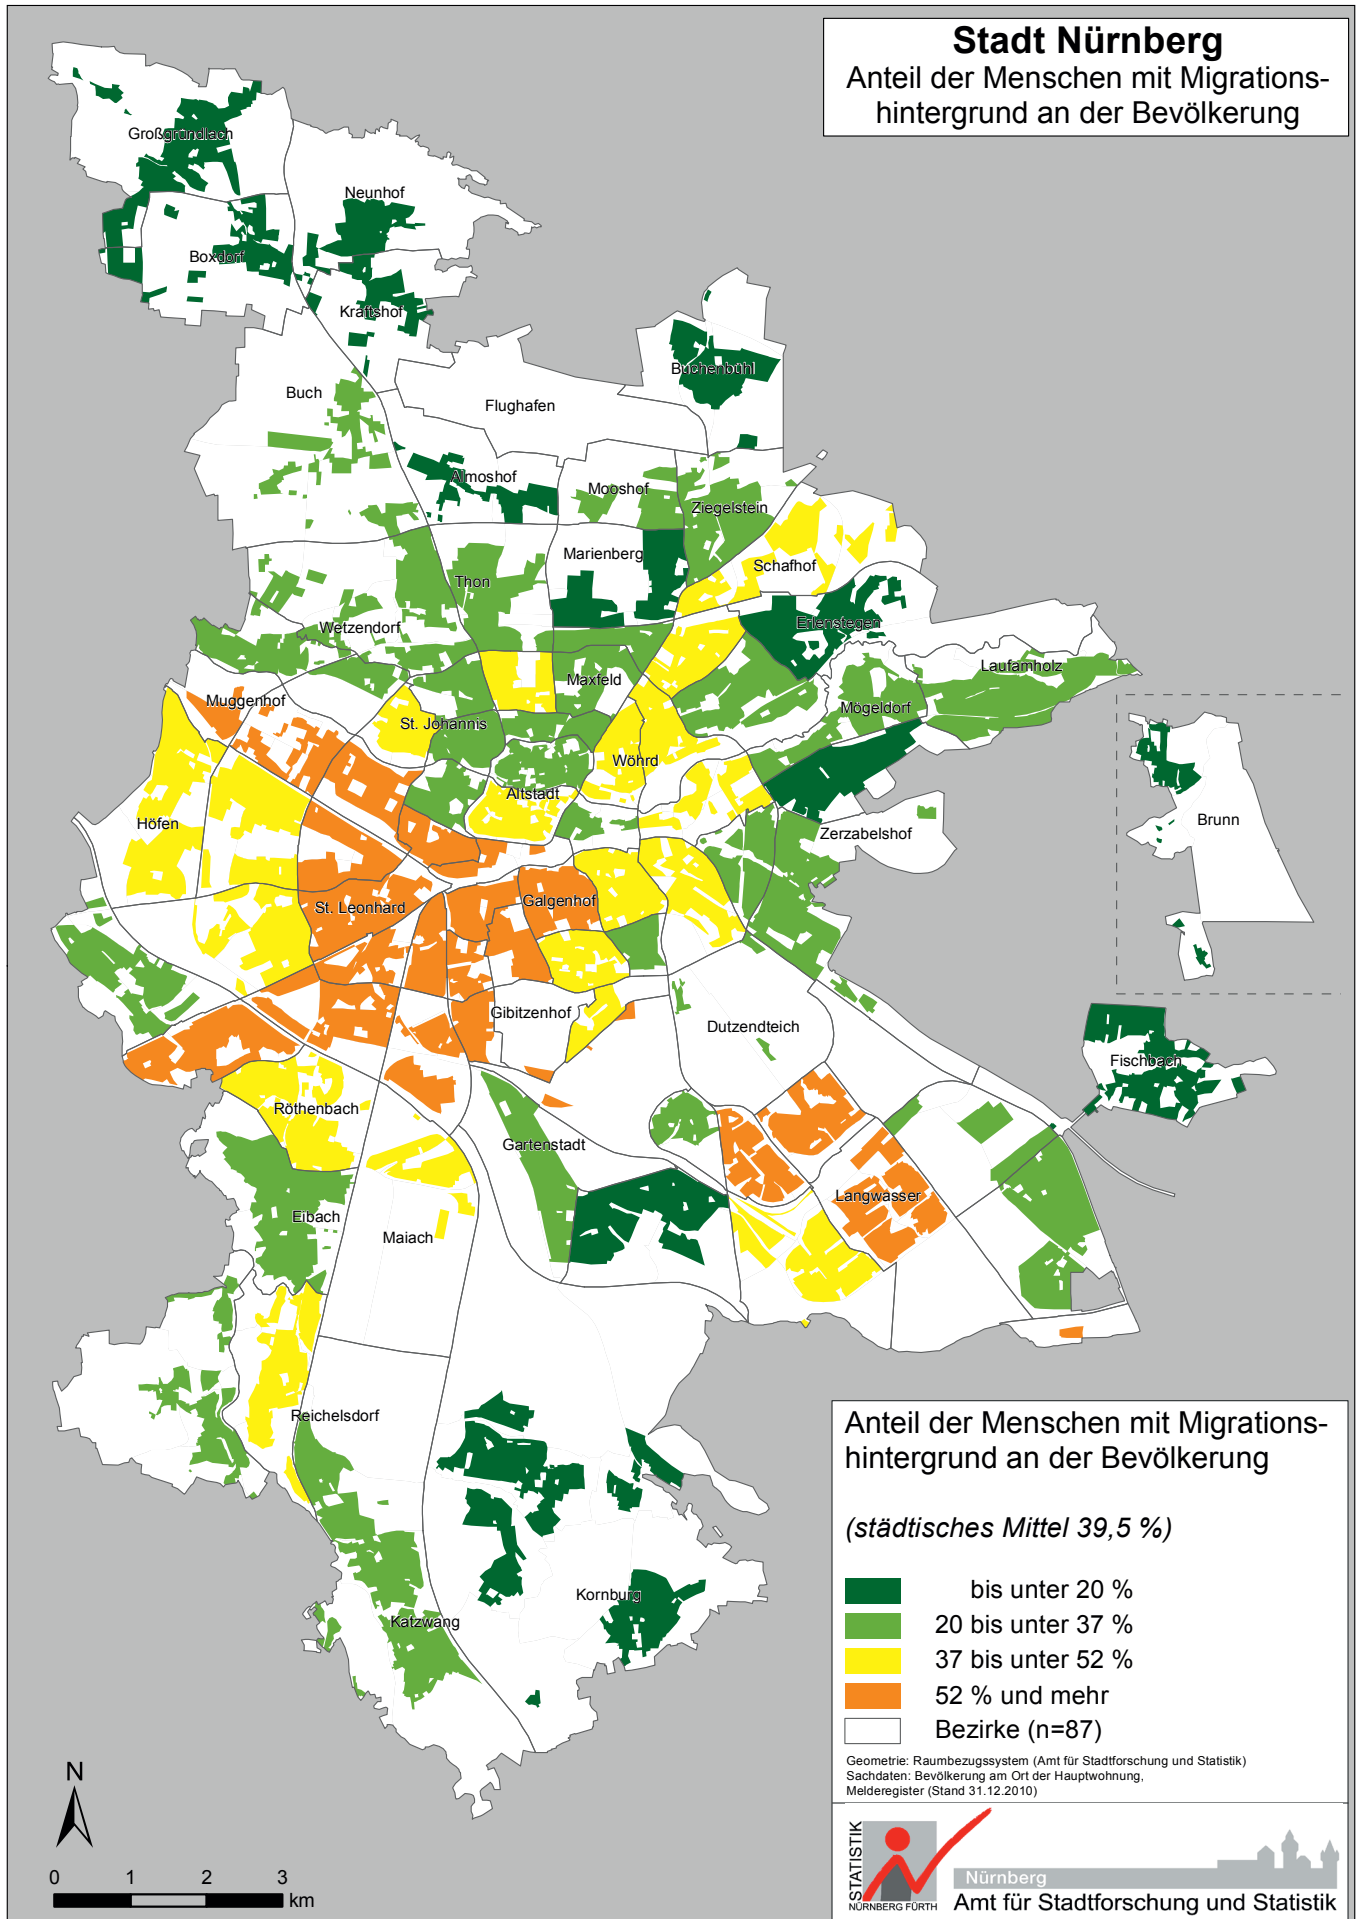 Stadt Nürnberg
Anteil der Menschen mit Migrations-
hintergrund an der Bevölkerung
Großgründlach
Neunhof
Boxdorf
Kraftshof
Buchenbühl
Buch
Flughafen
Almoshof
Mooshof
Ziegelstein
Marienberg
Schafhof
Thon
Erlenstegen
Wetzendorf
Laufamholz
Maxfeld
Muggenhof
Mögeldorf
St. Johannis
Wöhrd
Altstadt
Höfen
Brunn
Zerzabelshof
Galgenhof
St. Leonhard
Gibitzenhof
Dutzendteich
Fischbach
Röthenbach
Gartenstadt
Langwasser
Eibach
Maiach
Reichelsdorf
Kornburg
Katzwang
Anteil der Menschen mit Migrations-
hintergrund an der Bevölkerung
(städtisches Mittel 39,5 %)
bis unter 20 %
20 bis unter 37 %
37 bis unter 52 %
52 % und mehr
Bezirke (n=87)
Geometrie: Raumbezugssystem (Amt für Stadtforschung und Statistik)
Sachdaten: Bevölkerung am Ort der Hauptwohnung,
Melderegister (Stand 31.12.2010)
N
0 1 2 3
km
STATISTIK
NÜRNBERG FÜRTH
Nürnberg
Amt für Stadtforschung und Statistik